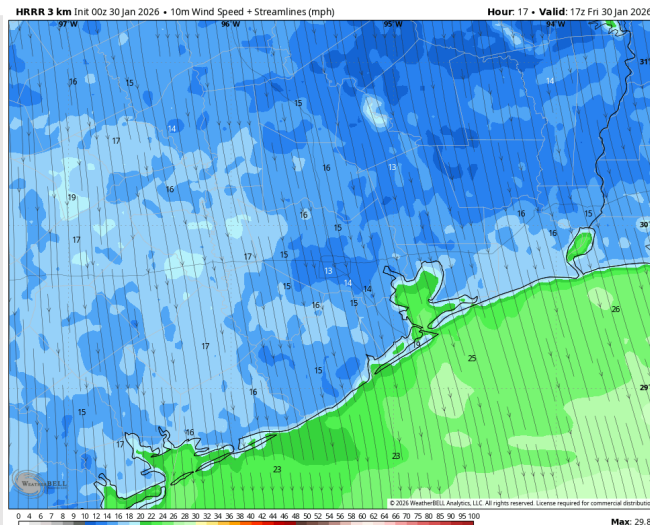 HRRR 3 km Init 00z 30 Jan 2026 • 10m Wind Speed + Streamlines (mph)
Hour: 17 • Valid: 17z Fri 30 Jan 2026
97°W 96°W 95°W 94°W
31°
16 15 15 14
14
17
16 13
16
19
16 16 15
15 16
17
17 15
13
15 14 14
16 15
26
17
25
15
16
29°
15
16
17
23
23
30°
WEATHERBELL
© 2026 WeatherBELL Analytics, LLC. All rights reserved. License required for commercial distributio
0 4 6 7 8 9 10 12 14 16 18 20 22 24 26 28 30 32 34 36 38 40 42 44 46 48 50 52 54 56 58 60 62 64 66 68 70 75 80 85 90 95 100
Max: 29.8